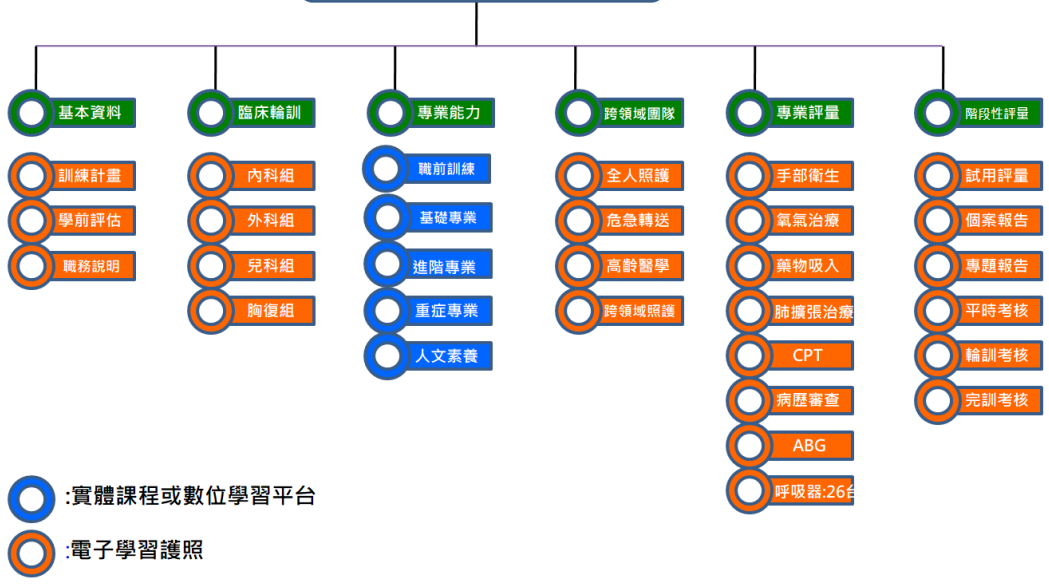 基本資料
臨床輪訓
專業能力
跨領域團隊
專業評量
階段性評量
訓練計畫
學前評估
職務說明
內科組
外科組
兒科組
胸復組
職前訓練
基礎專業
進階專業
重症專業
人文素養
全人照護
危急轉送
高齡醫學
跨領域照護
手部衛生
氧氣治療
藥物吸入
肺擴張治療
CPT
病歷審查
ABG
呼吸器:26台
試用評量
個案報告
專題報告
平時考核
輪訓考核
完訓考核
:實體課程或數位學習平台
:電子學習護照